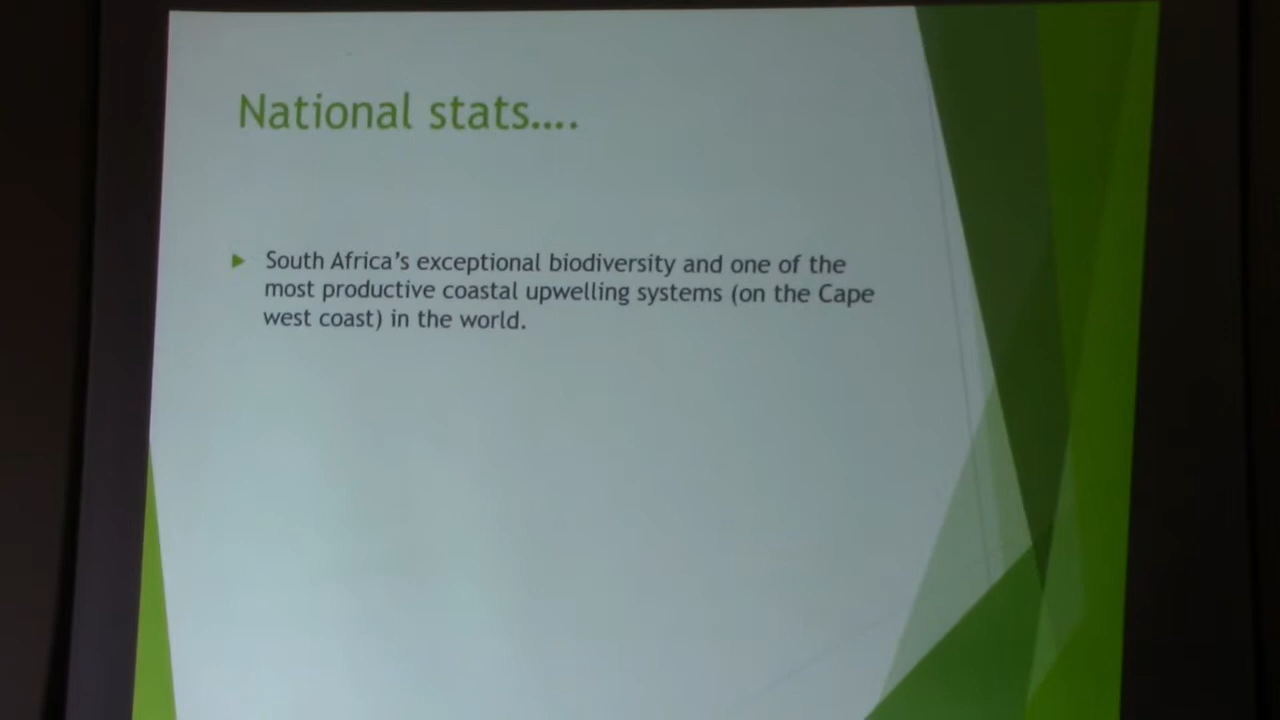 National stats....
South Africa's exceptional biodiversity and one of the
most productive coastal upwelling systems (on the Cape
west coast) in the world.